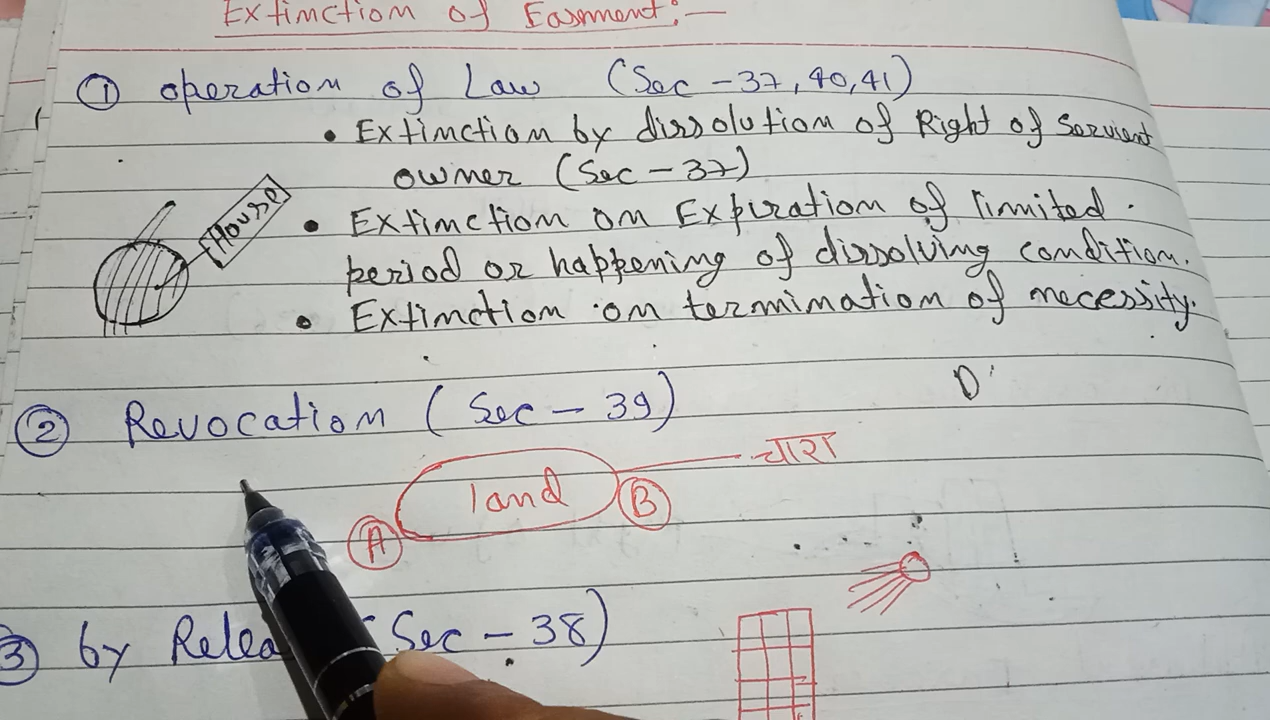 Extinction of Easment:-
① operation of Law (Sec - 37, 40, 41)
• Extinction by dissolution of Right of Servient
owner (Sec - 37)
House
• Extinction on Expiration of limited
period or happening of dissolving condition.
• Extinction on termination of necessity.
D
② Revocation (Sec - 39)
land चारा
A B
③ by Sec - 38)